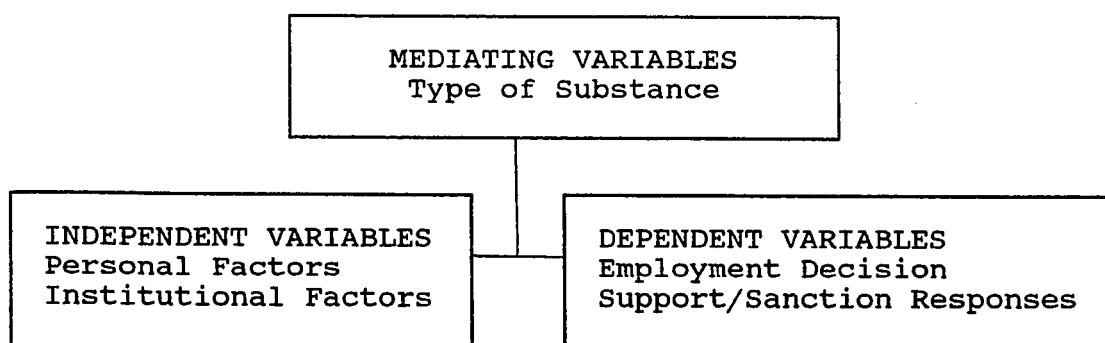 MEDIATING VARIABLES
Type of Substance
INDEPENDENT VARIABLES
Personal Factors
Institutional Factors
DEPENDENT VARIABLES
Employment Decision
Support/Sanction Responses